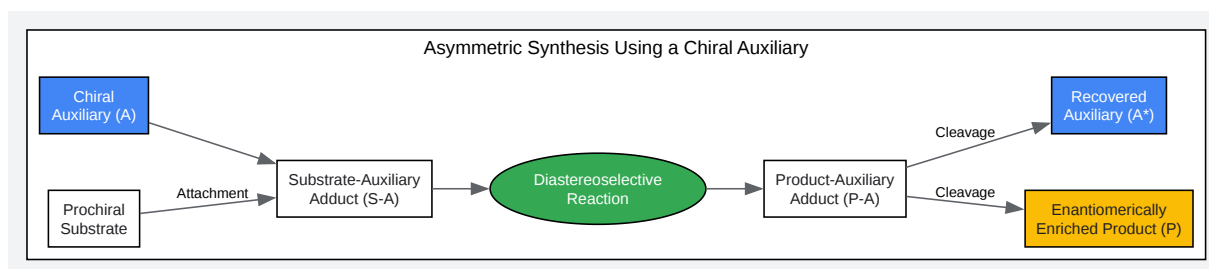 Asymmetric Synthesis Using a Chiral Auxiliary
Chiral
Auxiliary (A)
Prochiral
Substrate
Attachment
Substrate-Auxiliary
Adduct (S-A)
Diastereoselective
Reaction
Product-Auxiliary
Adduct (P-A)
Cleavage
Cleavage
Recovered
Auxiliary (A*)
Enantiomerically
Enriched Product (P)